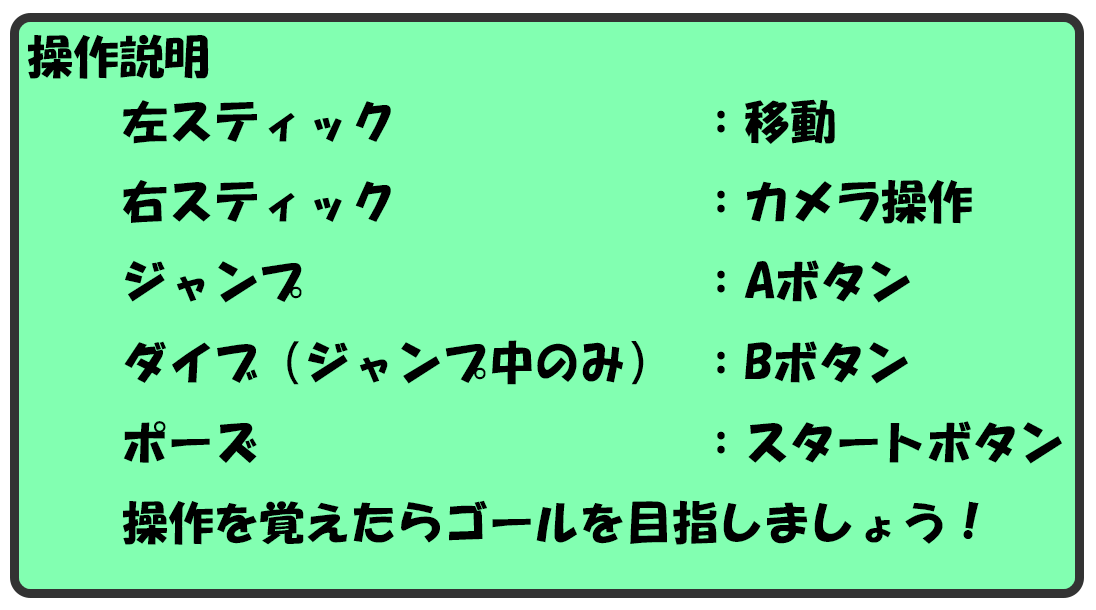 操作説明
左スティック　：移動
右スティック　：カメラ操作
ジャンプ　：Aボタン
ダイブ（ジャンプ中のみ）　：Bボタン
ポーズ　：スタートボタン
操作を覚えたらゴールを目指しましょう！